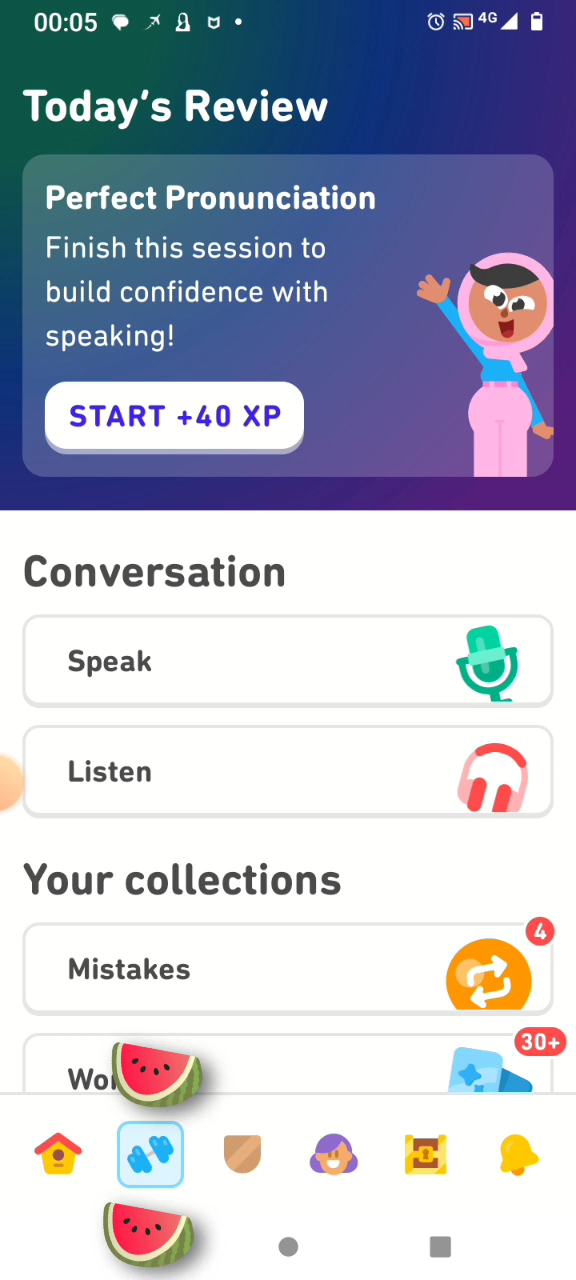 00:05
4G
Today's Review
Perfect Pronunciation
Finish this session to
build confidence with
speaking!
START +40 XP
Conversation
Speak
Listen
Your collections
4
Mistakes
30+